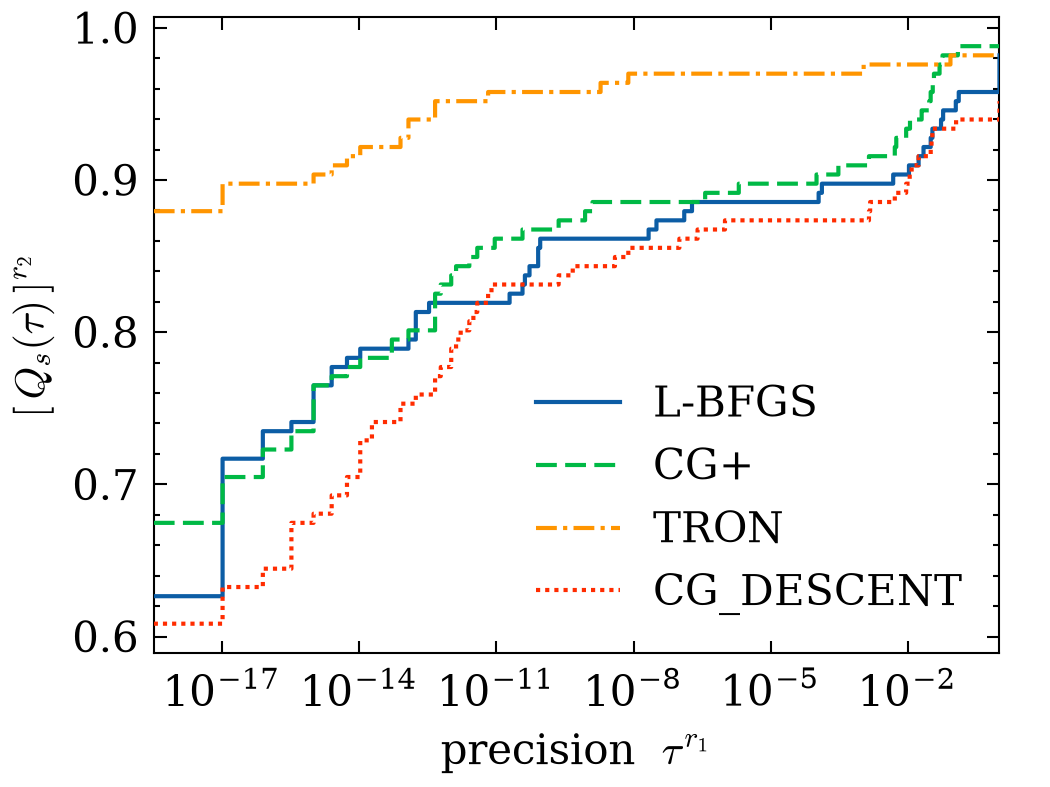 1.0
0.9
0.8
0.7
0.6
[Q_s(τ)]^{r_2}
L-BFGS
CG+
TRON
CG_DESCENT
10^{-17} 10^{-14} 10^{-11} 10^{-8} 10^{-5} 10^{-2}
precision τ^{r_1}